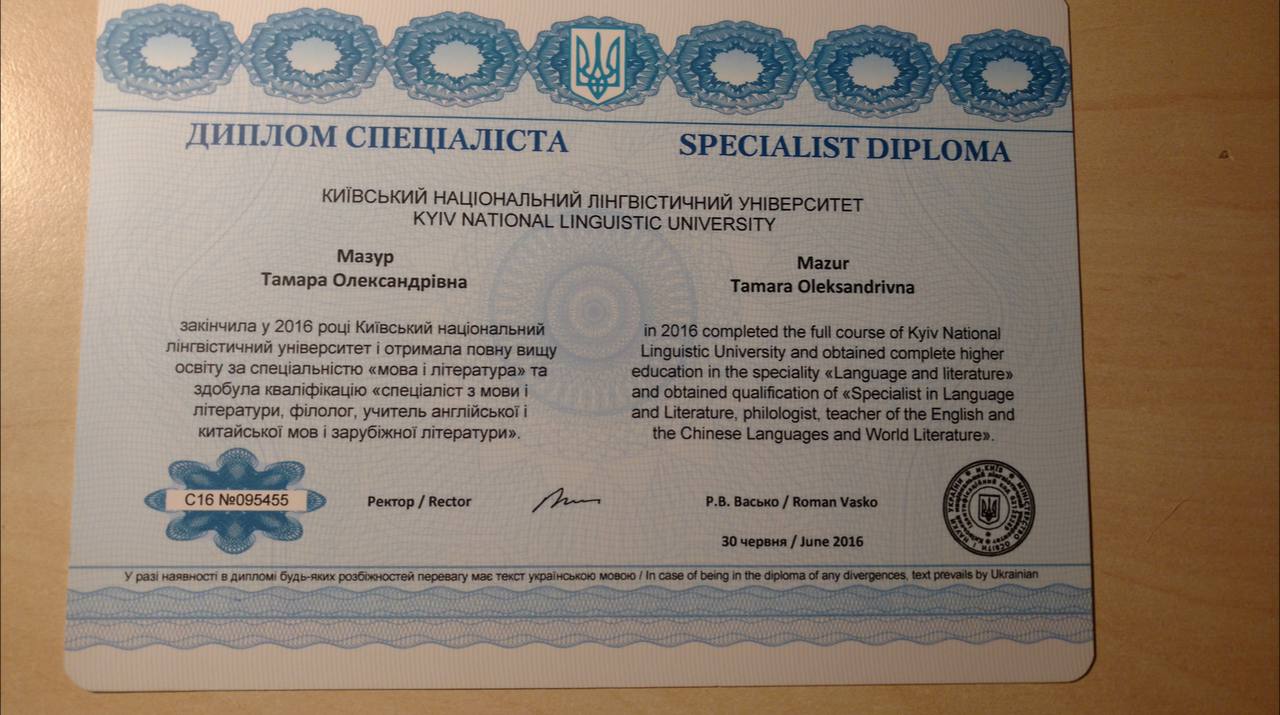 ДИПЛОМ СПЕЦІАЛІСТА
SPECIALIST DIPLOMA
КИЇВСЬКИЙ НАЦІОНАЛЬНИЙ ЛІНГВІСТИЧНИЙ УНІВЕРСИТЕТ
KYIV NATIONAL LINGUISTIC UNIVERSITY
Мазур
Тамара Олександрівна
закінчила у 2016 році Київський національний
лінгвістичний університет і отримала повну вищу
освіту за спеціальністю «мова і література» та
здобула кваліфікацію «спеціаліст з мови і
літератури, філолог, учитель англійської і
китайської мов і зарубіжної літератури».
Mazur
Tamara Oleksandrivna
in 2016 completed the full course of Kyiv National
Linguistic University and obtained complete higher
education in the speciality «Language and literature»
and obtained qualification of «Specialist in Language
and Literature, philologist, teacher of the English and
the Chinese Languages and World Literature».
С16 №095455
Ректор / Rector
Р.В. Васько / Roman Vasko
30 червня / June 2016
У разі наявності в дипломі будь-яких розбіжностей перевагу має текст українською мовою / In case of being in the diploma of any divergences, text prevails by Ukrainian